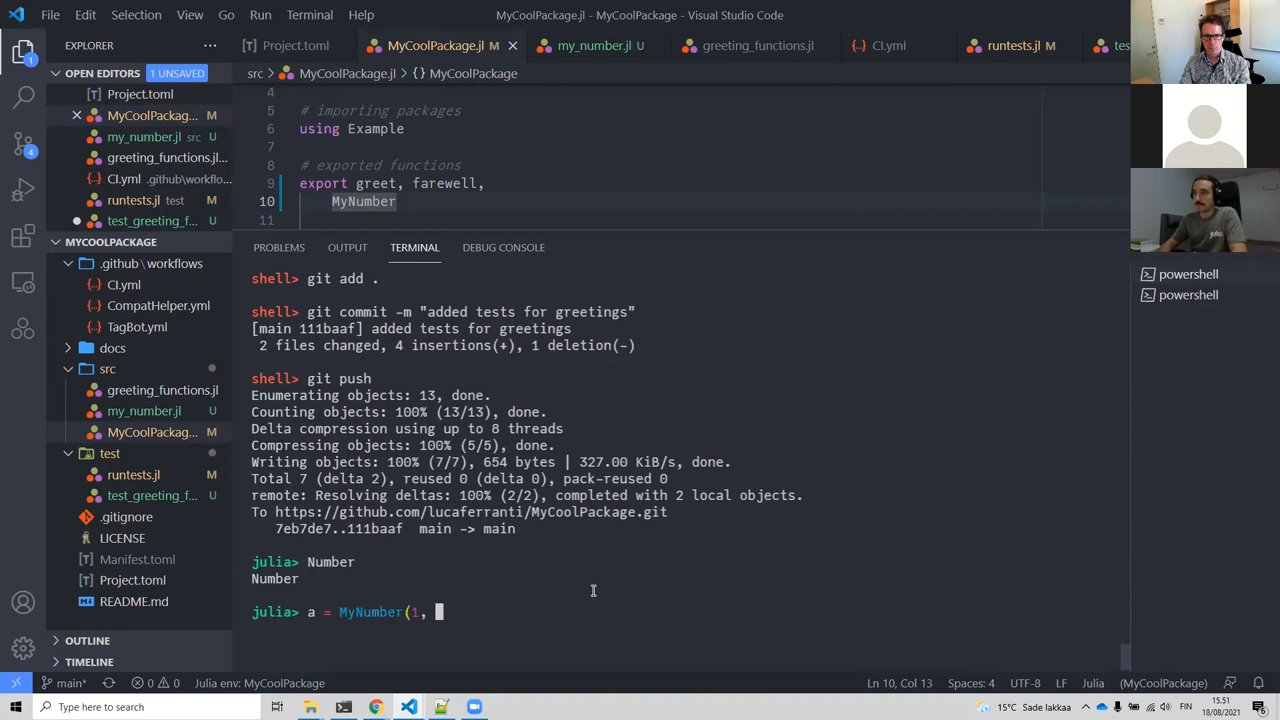 File Edit Selection View Go Run Terminal Help
MyCoolPackage.jl - MyCoolPackage - Visual Studio Code
EXPLORER
Project.toml
MyCoolPackage.jl M
my_number.jl U
greeting_functions.jl
CI.yml
runtests.jl M
tes
OPEN EDITORS 1 UNSAVED
Project.toml
MyCoolPackag... M
my_number.jl src U
greeting_functions.jl...
CI.yml .github\workflo...
runtests.jl test M
test_greeting_f... U
MYCOOLPACKAGE
.github\workflows
CI.yml
CompatHelper.yml
TagBot.yml
docs
src
greeting_functions.jl
my_number.jl U
MyCoolPackag... M
test
runtests.jl M
test_greeting_f... U
.gitignore
LICENSE
Manifest.toml
Project.toml
README.md
OUTLINE
TIMELINE
src > MyCoolPackage.jl > {} MyCoolPackage
4
5 # importing packages
6 using Example
7
8 # exported functions
9 export greet, farewell,
10 MyNumber
11
PROBLEMS OUTPUT TERMINAL DEBUG CONSOLE
shell> git add .
shell> git commit -m "added tests for greetings"
[main 111baaf] added tests for greetings
2 files changed, 4 insertions(+), 1 deletion(-)
shell> git push
Enumerating objects: 13, done.
Counting objects: 100% (13/13), done.
Delta compression using up to 8 threads
Compressing objects: 100% (5/5), done.
Writing objects: 100% (7/7), 654 bytes | 327.00 KiB/s, done.
Total 7 (delta 2), reused 0 (delta 0), pack-reused 0
remote: Resolving deltas: 100% (2/2), completed with 2 local objects.
To https://github.com/lucaferranti/MyCoolPackage.git
7eb7de7..111baaf main -> main
julia> Number
Number
julia> a = MyNumber(1,
powershell
powershell
1
4
main* 0 0 Julia env: MyCoolPackage
Ln 10, Col 13 Spaces: 4 UTF-8 LF Julia (MyCoolPackage)
Type here to search
15°C Sade lakkaa
FIN
15.51
18/08/2021
6